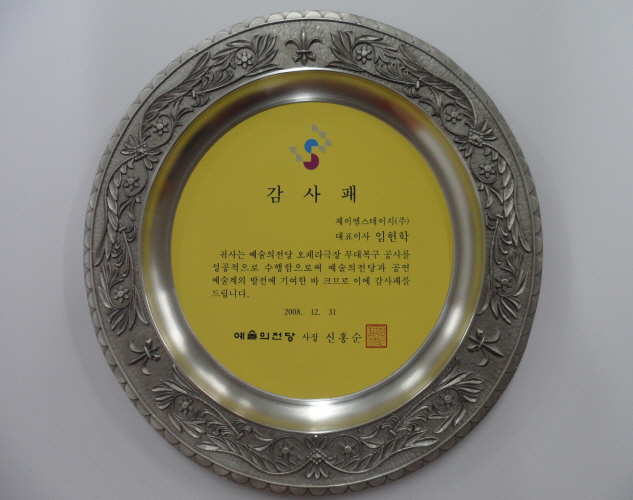 감 사 패
제이엠스테이지(주)
대표이사 임현학
귀사는 예술의전당 오페라극장 무대복구 공사를
성공적으로 수행함으로써 예술의전당과 공연
예술계의 발전에 기여한 바 크므로 이에 감사패를
드립니다.
2008. 12. 31
예술의전당 사장 신홍순